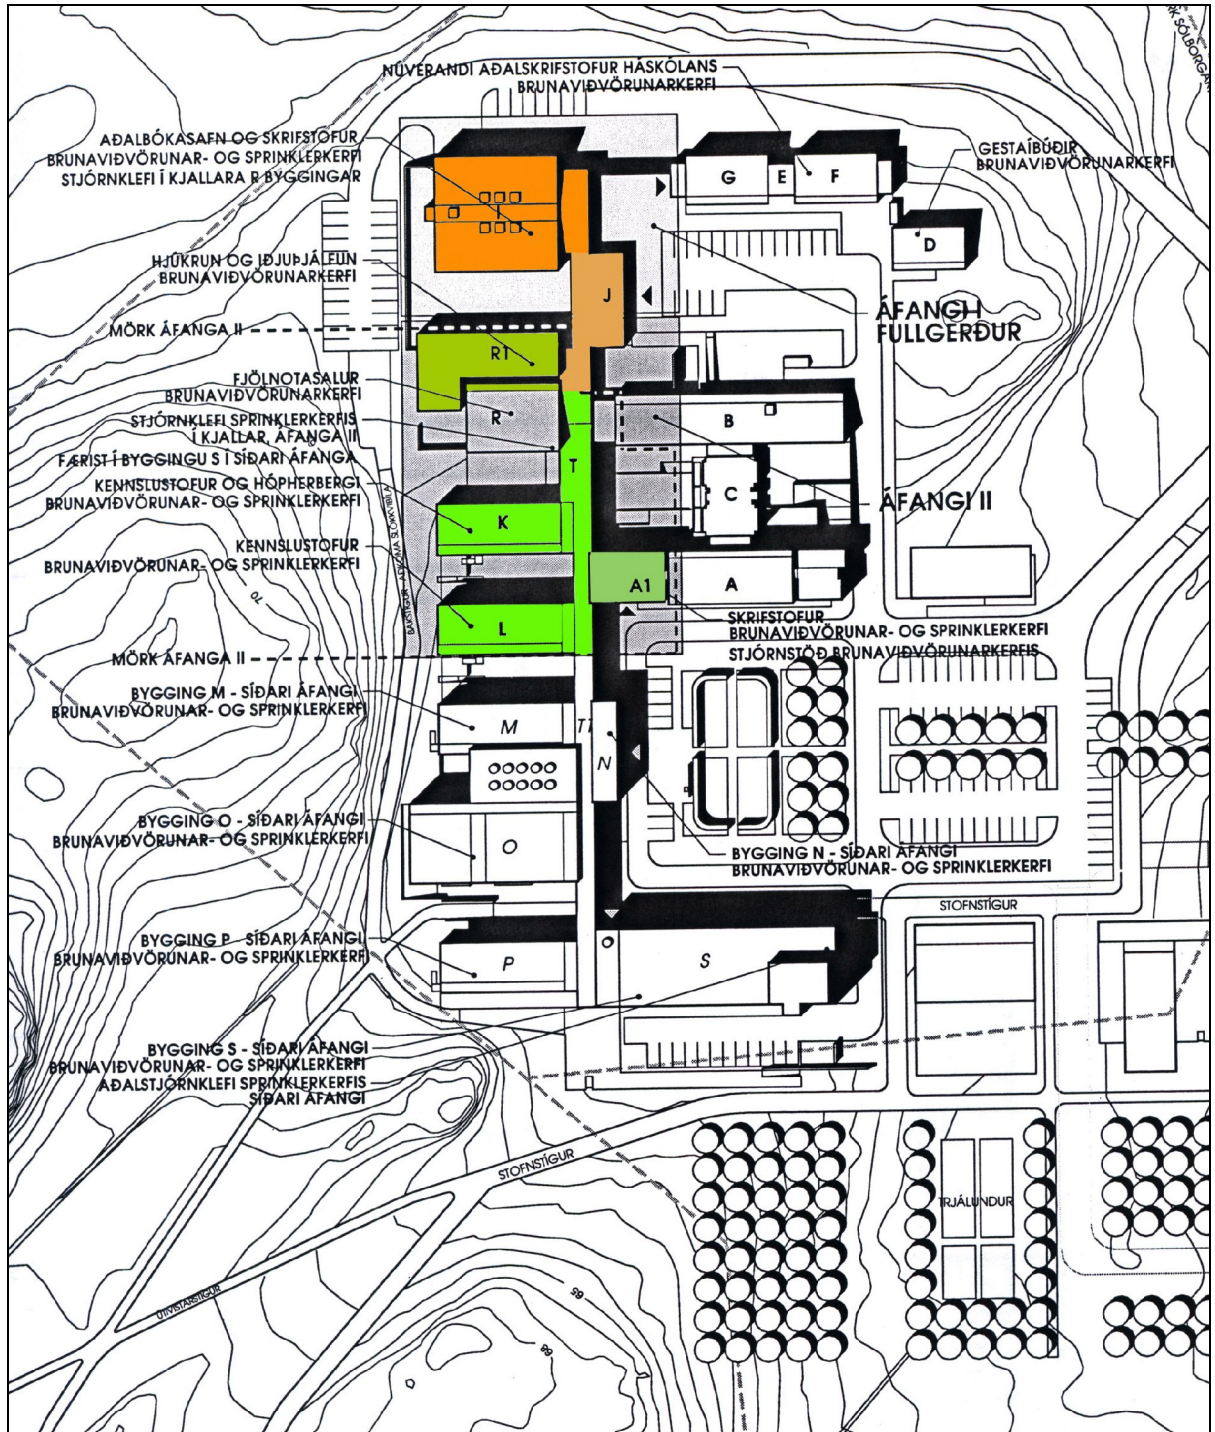 NÚVERANDI AÐALSKRIFSTOFUR HÁSKÓLANS
BRUNAVIÐVÖRUNARKERFI
AÐALBÓKASAFN OG SKRIFSTOFUR
BRUNAVIÐVÖRUNAR- OG SPRINKLERKERFI
STJÓRNKLEFI Í KJALLARA R BYGGINGAR
GESTAÍBÚÐIR
BRUNAVIÐVÖRUNARKERFI
G E F
D
I
HJÚKRUN OG IÐJUÞJÁLFUN
BRUNAVIÐVÖRUNARKERFI
J
ÁFANGI I
FULLGERÐUR
MÖRK ÁFANGA II
R1
FJÖLNOTASALUR
BRUNAVIÐVÖRUNARKERFI
R
B
STJÓRNKLEFI SPRINKLERKERFIS
Í KJALLAR, ÁFANGA II
FÆRIST Í BYGGINGU S Í SÍÐARI ÁFANGA
T
KENNSLUSTOFUR OG HÓPHERBERGI
BRUNAVIÐVÖRUNAR- OG SPRINKLERKERFI
C
ÁFANGI II
K
BAKSTÍGUR AÐKOMA SLÖKKVIBÍLA
KENNSLUSTOFUR
BRUNAVIÐVÖRUNAR- OG SPRINKLERKERFI
A1 A
70
L
SKRIFSTOFUR
BRUNAVIÐVÖRUNAR- OG SPRINKLERKERFI
STJÓRNSTÖÐ BRUNAVIÐVÖRUNARKERFIS
MÖRK ÁFANGA II
BYGGING M - SÍÐARI ÁFANGI
BRUNAVIÐVÖRUNAR- OG SPRINKLERKERFI
M T1
N
BYGGING O - SÍÐARI ÁFANGI
BRUNAVIÐVÖRUNAR- OG SPRINKLERKERFI
O
BYGGING N - SÍÐARI ÁFANGI
BRUNAVIÐVÖRUNAR- OG SPRINKLERKERFI
STOFNSTÍGUR
BYGGING P - SÍÐARI ÁFANGI
BRUNAVIÐVÖRUNAR- OG SPRINKLERKERFI
P S
BYGGING S - SÍÐARI ÁFANGI
BRUNAVIÐVÖRUNAR- OG SPRINKLERKERFI
AÐALSTJÓRNKLEFI SPRINKLERKERFIS
SÍÐARI ÁFANGI
STOFNSTÍGUR
TRJÁLUNDUR
ÚTIVISTARSTÍGUR
65